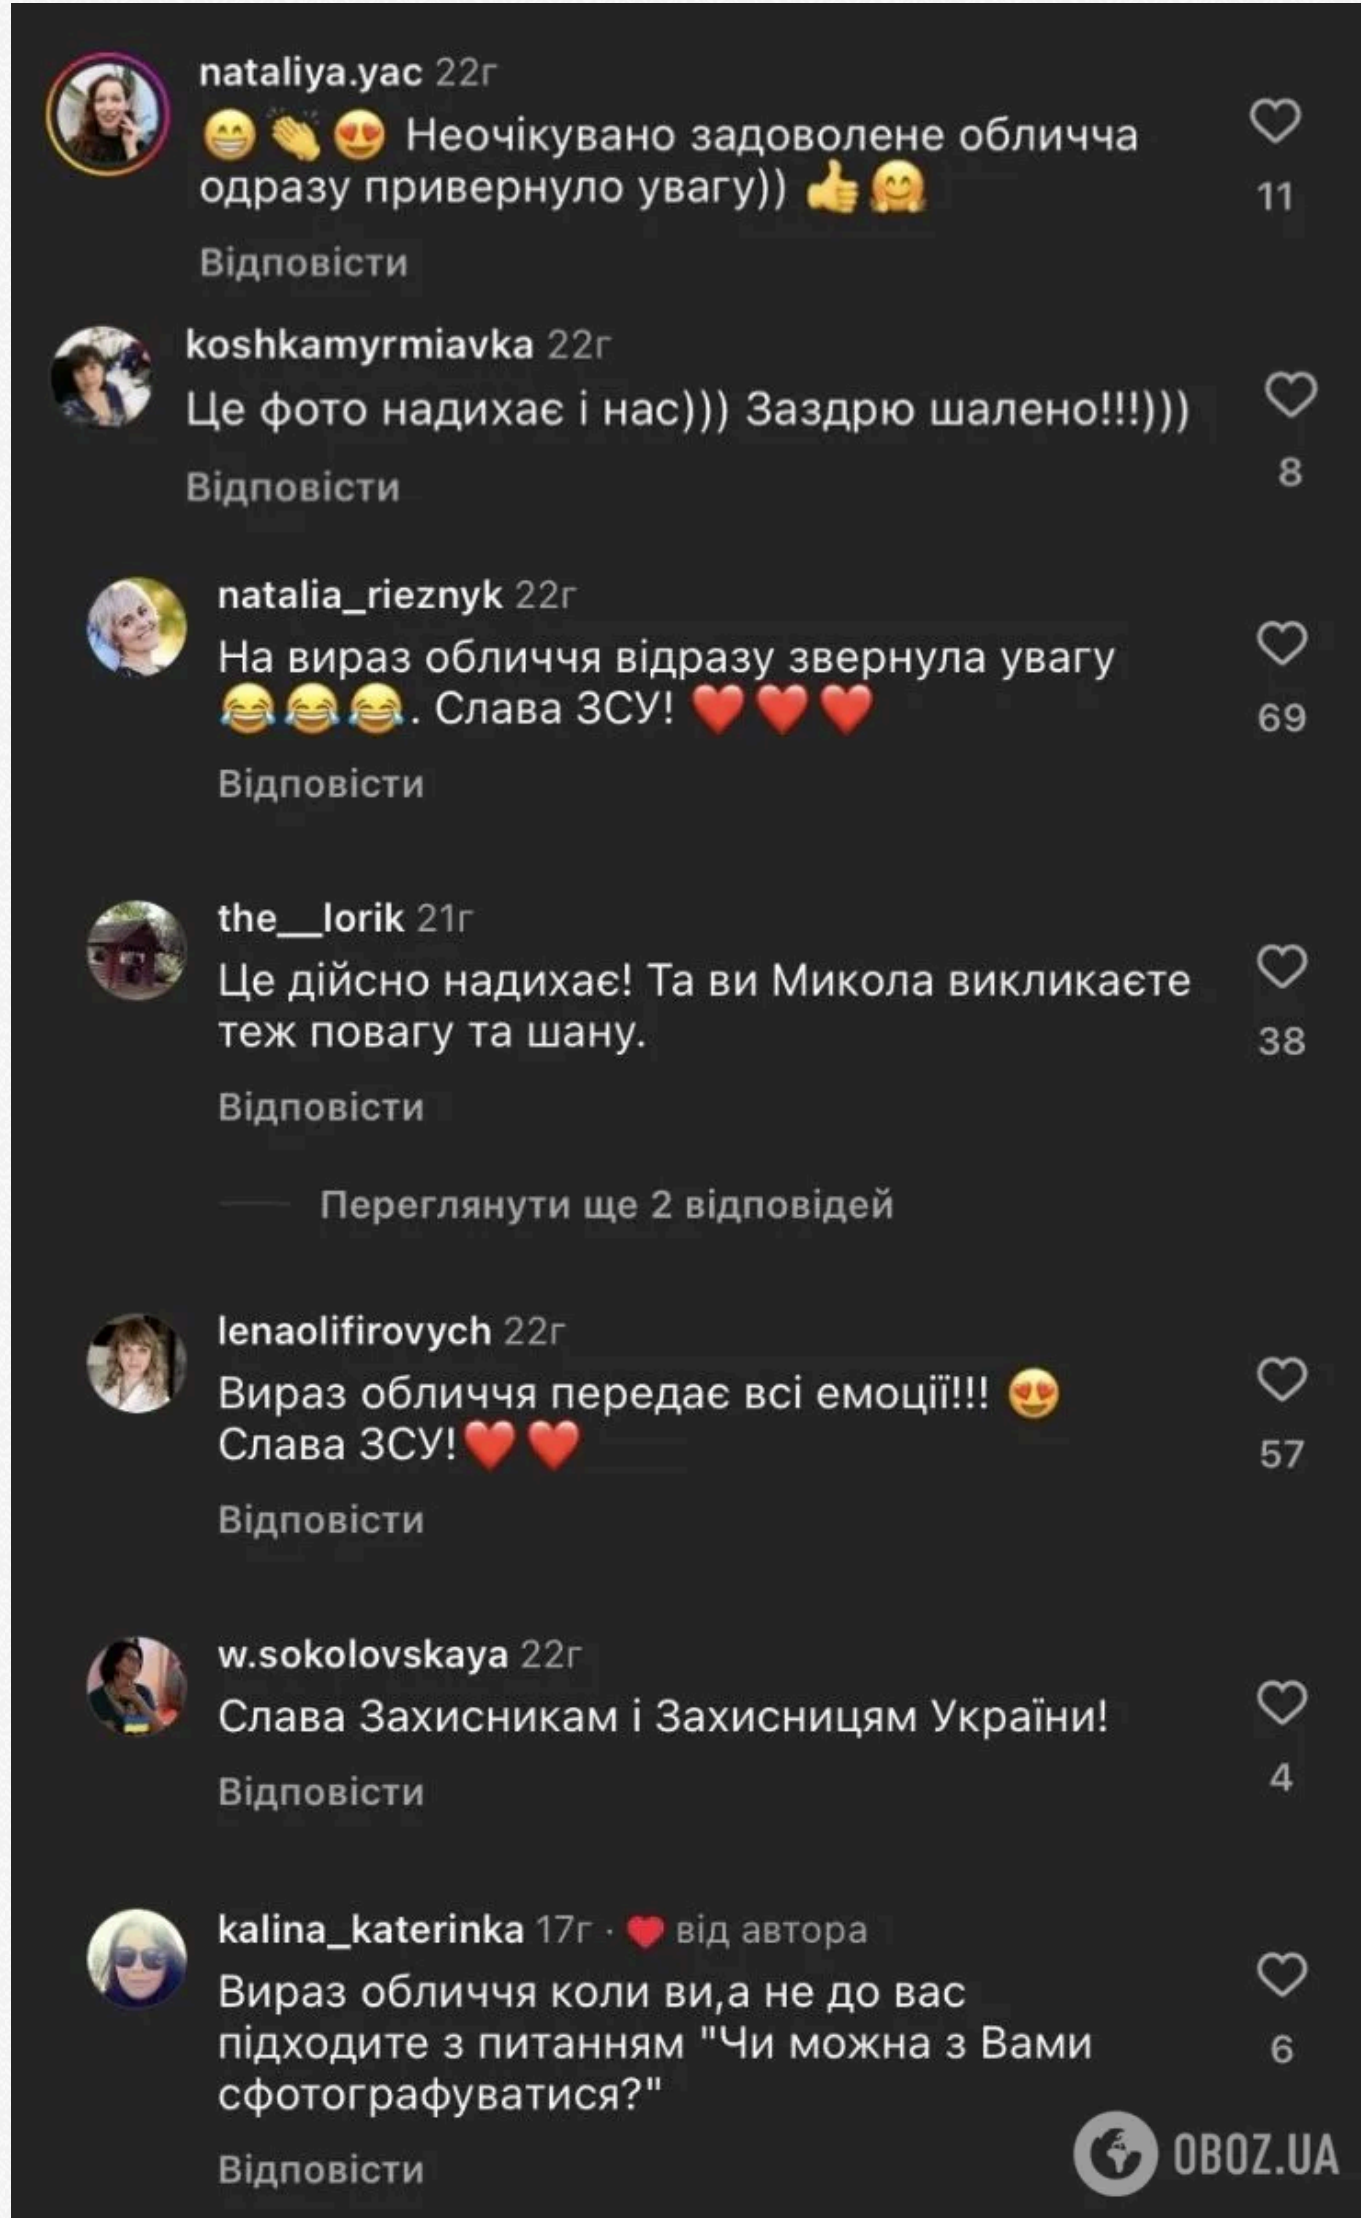 nataliya.yac 22г
😁👏😍 Неочікувано задоволене обличча
одразу привернуло увагу)) 👍🤗
11
Відповісти
koshkamyrmiavka 22г
Це фото надихає і нас))) Заздрю шалено!!!)))
8
Відповісти
natalia_rieznyk 22г
На вираз обличчя відразу звернула увагу
😂😂😂. Слава ЗСУ! ❤️❤️❤️
69
Відповісти
the__lorik 21г
Це дійсно надихає! Та ви Микола викликаєте
теж повагу та шану.
38
Відповісти
Переглянути ще 2 відповідей
lenaolifirovych 22г
Вираз обличчя передає всі емоції!!! 😍
Слава ЗСУ!❤️❤️
57
Відповісти
w.sokolovskaya 22г
Слава Захисникам і Захисницям України!
4
Відповісти
kalina_katerinka 17г · ❤️ від автора
Вираз обличчя коли ви,а не до вас
підходите з питанням "Чи можна з Вами
сфотографуватися?"
6
Відповісти
OBOZ.UA